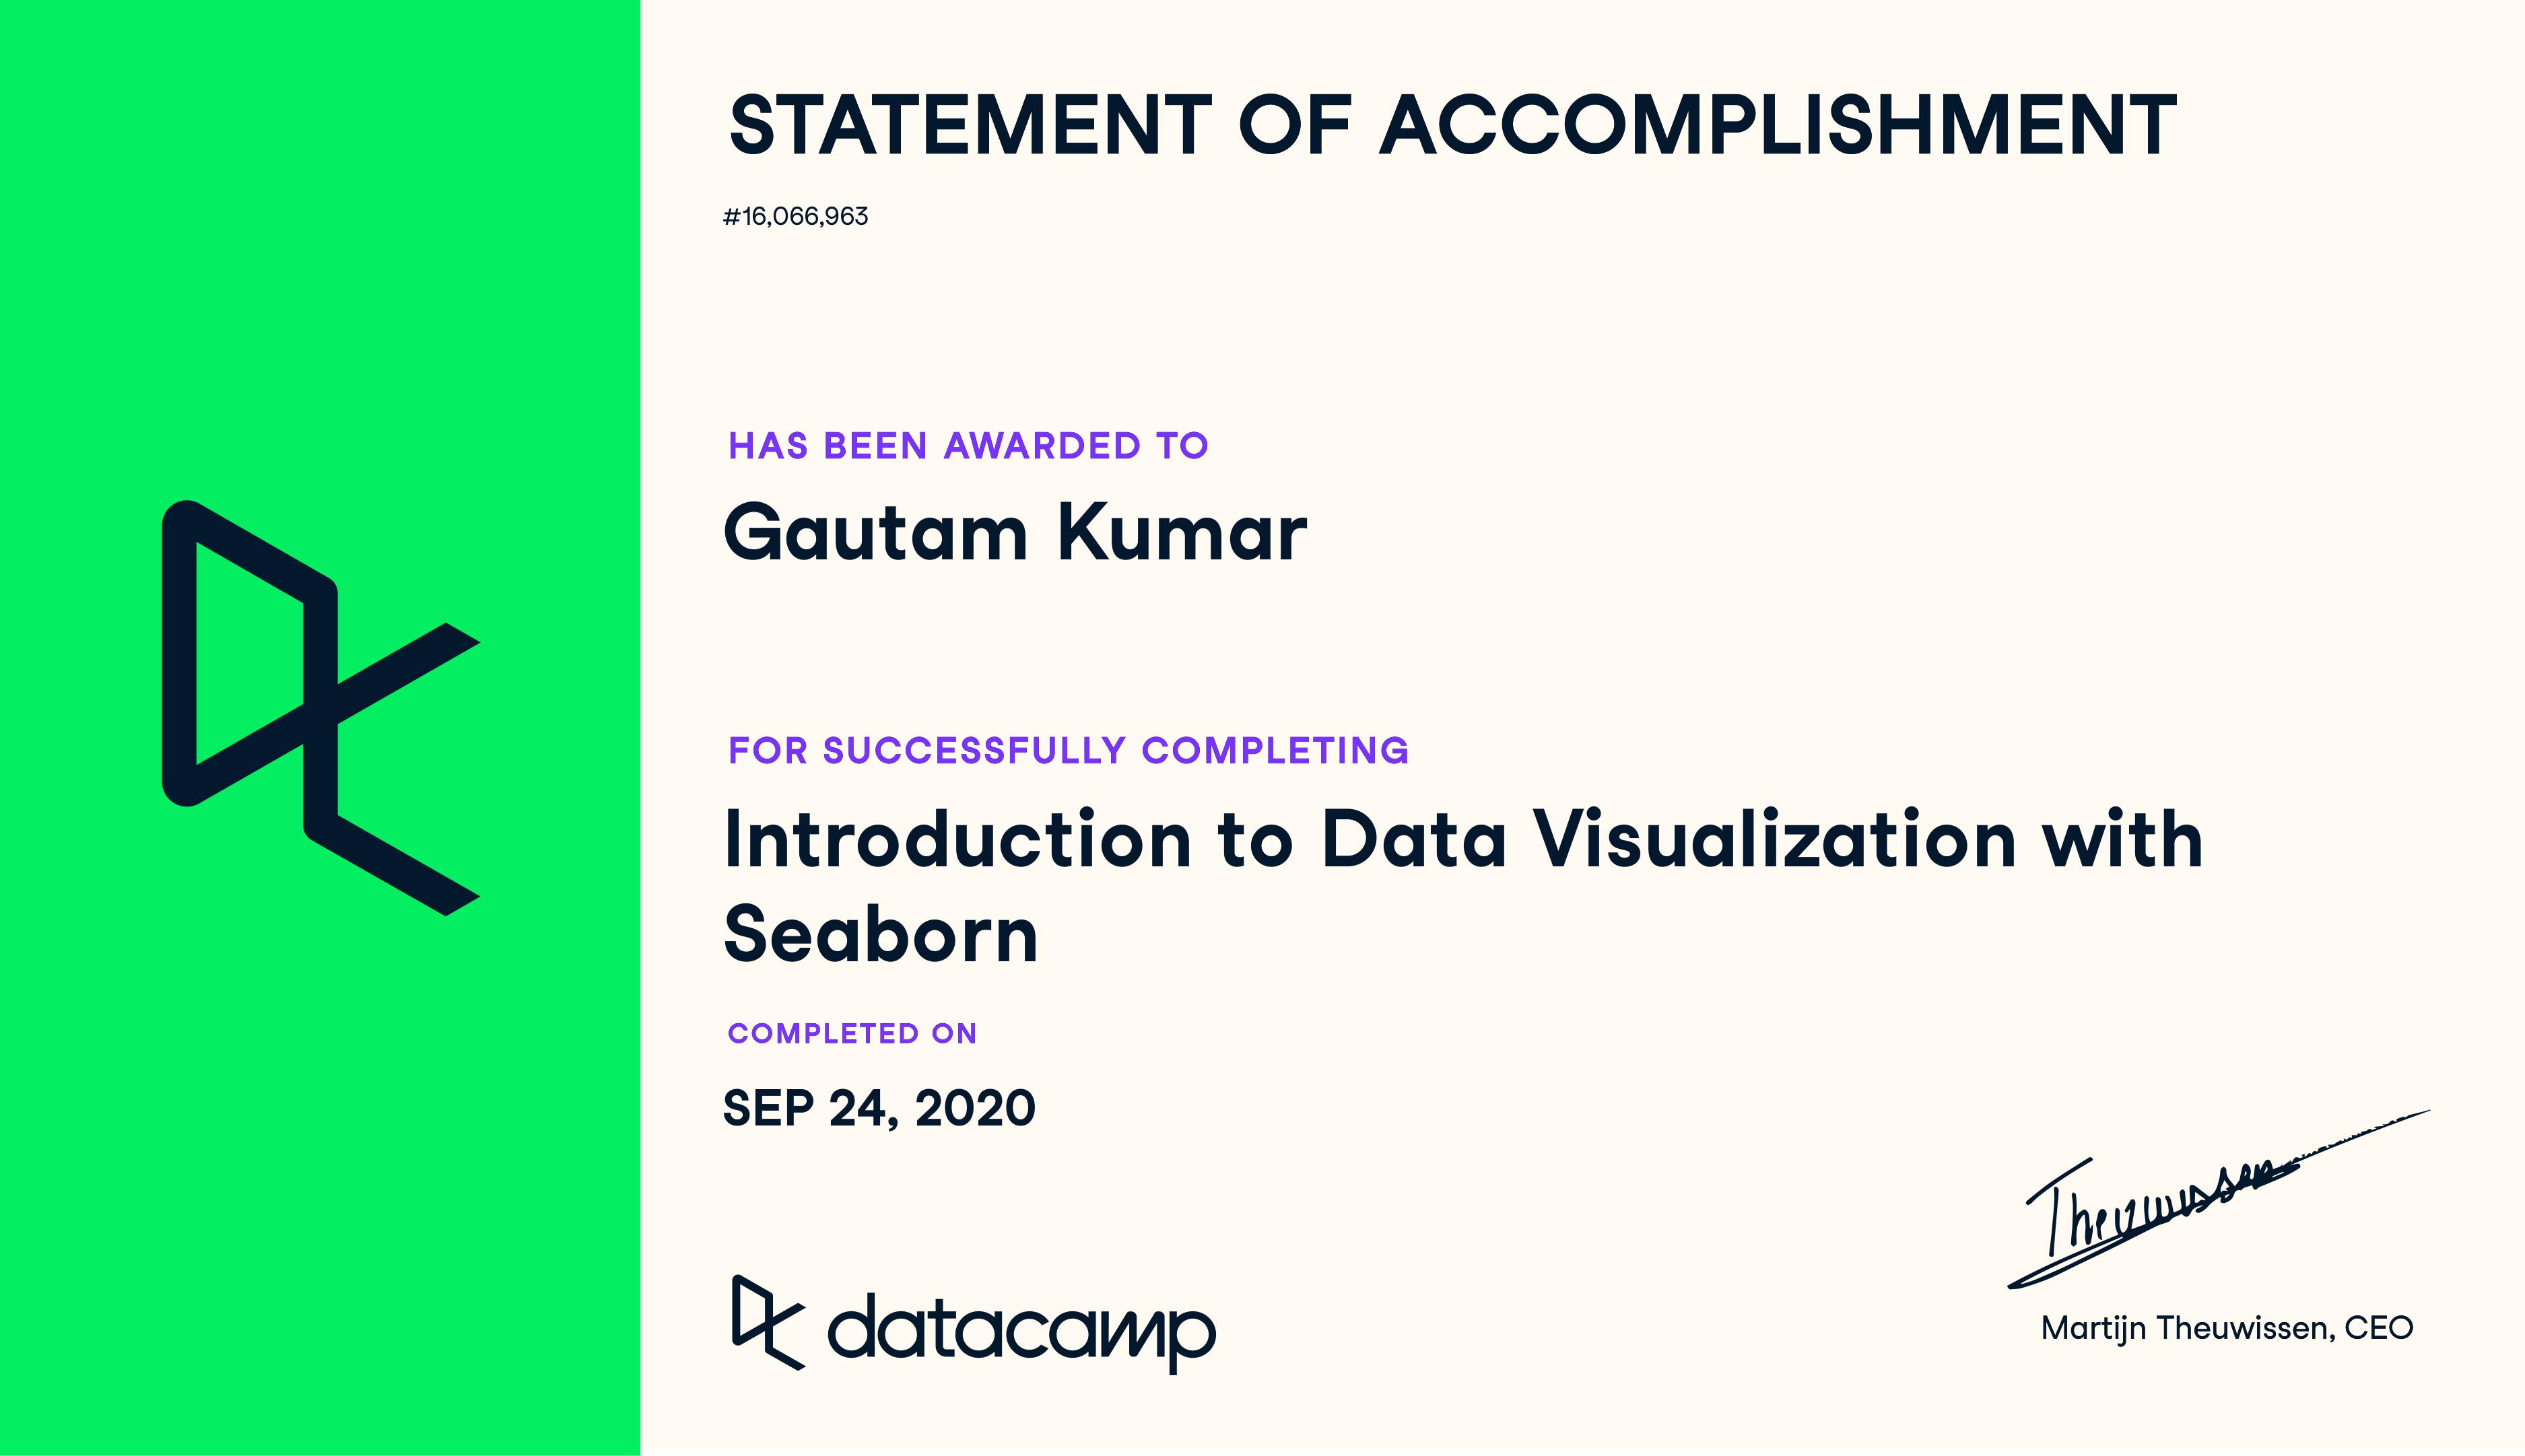 STATEMENT OF ACCOMPLISHMENT
#16,066,963
HAS BEEN AWARDED TO
Gautam Kumar
FOR SUCCESSFULLY COMPLETING
Introduction to Data Visualization with
Seaborn
COMPLETED ON
SEP 24, 2020
Theuwissen
datacamp
Martijn Theuwissen, CEO